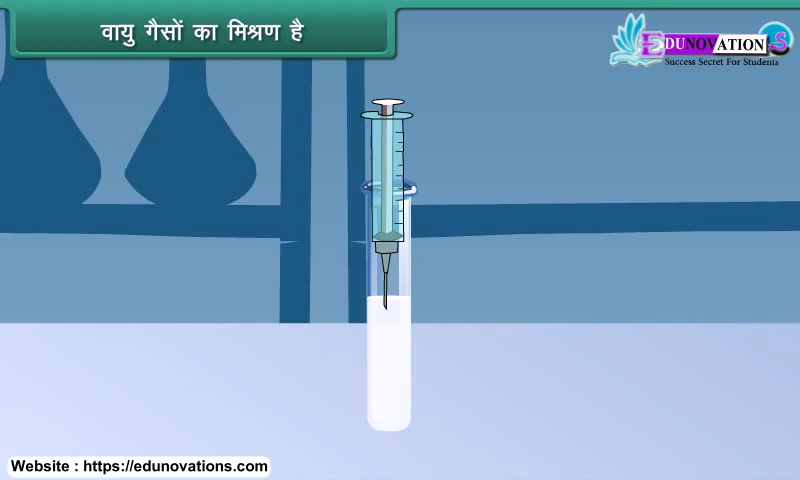 वायु गैसों का मिश्रण है
EDUNOVATIONS
Success Secret For Students
Website : https://edunovations.com